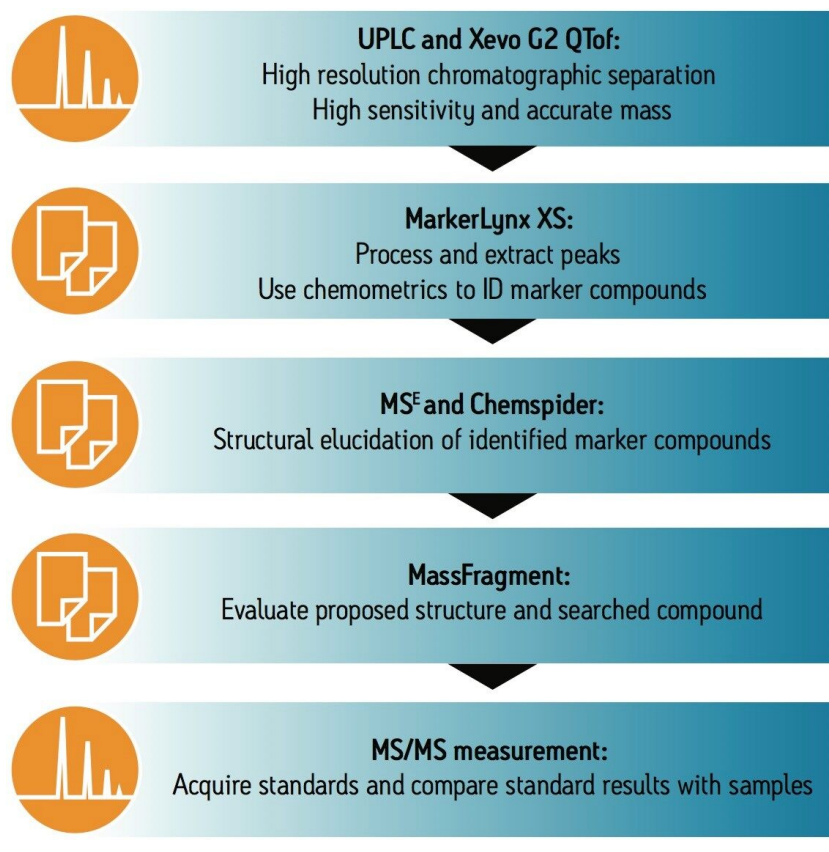 UPLC and Xevo G2 QTof:
High resolution chromatographic separation
High sensitivity and accurate mass
MarkerLynx XS:
Process and extract peaks
Use chemometrics to ID marker compounds
MSᴱ and Chemspider:
Structural elucidation of identified marker compounds
MassFragment:
Evaluate proposed structure and searched compound
MS/MS measurement:
Acquire standards and compare standard results with samples